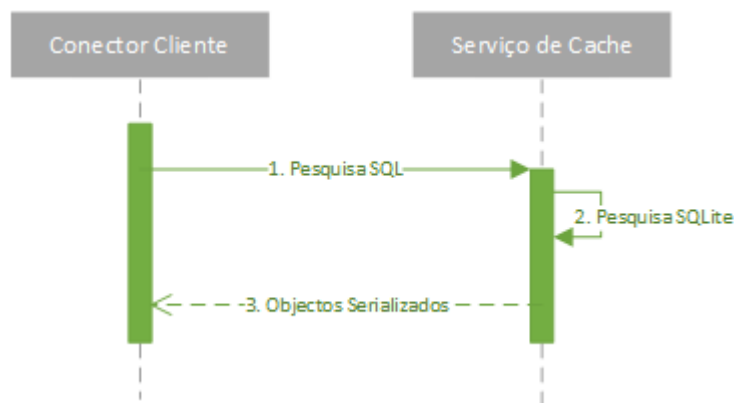 Conector Cliente
Serviço de Cache
1. Pesquisa SQL
2. Pesquisa SQLite
3. Objectos Serializados